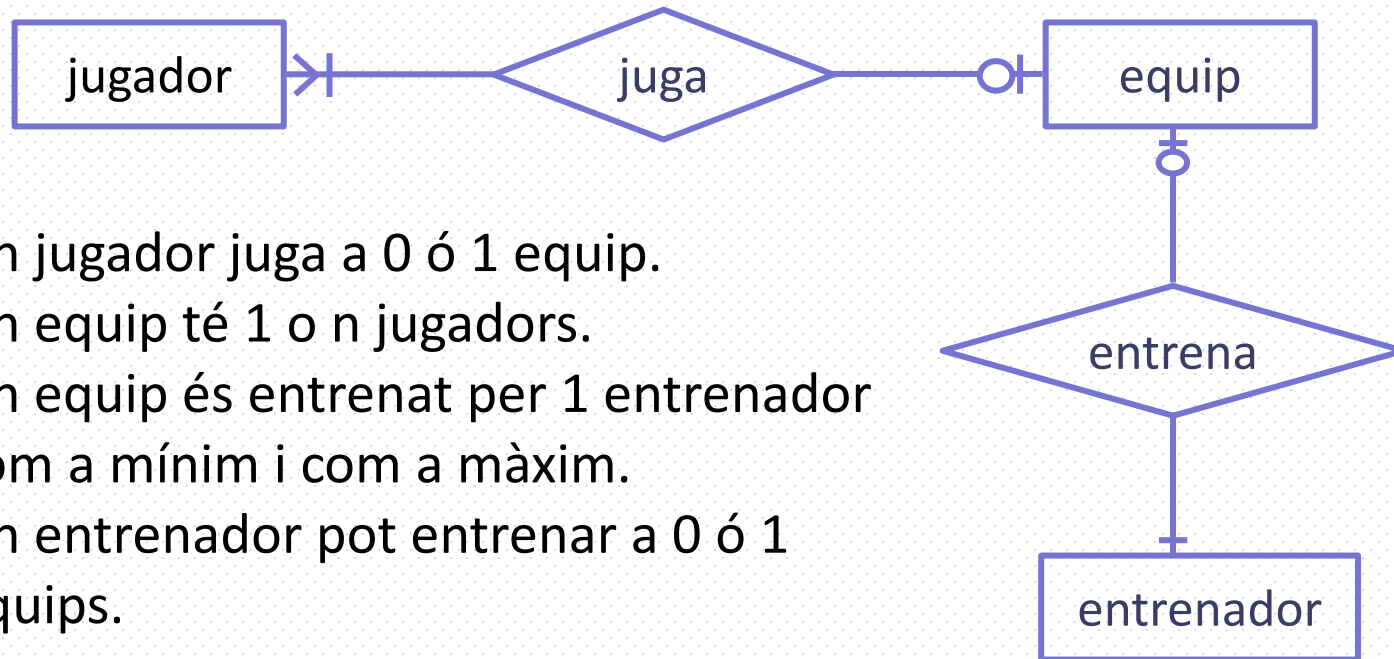 jugador juga equip
n jugador juga a 0 ó 1 equip.
n equip té 1 o n jugadors.
entrena
n equip és entrenat per 1 entrenador
om a mínim i com a màxim.
n entrenador pot entrenar a 0 ó 1
quips.
entrenador